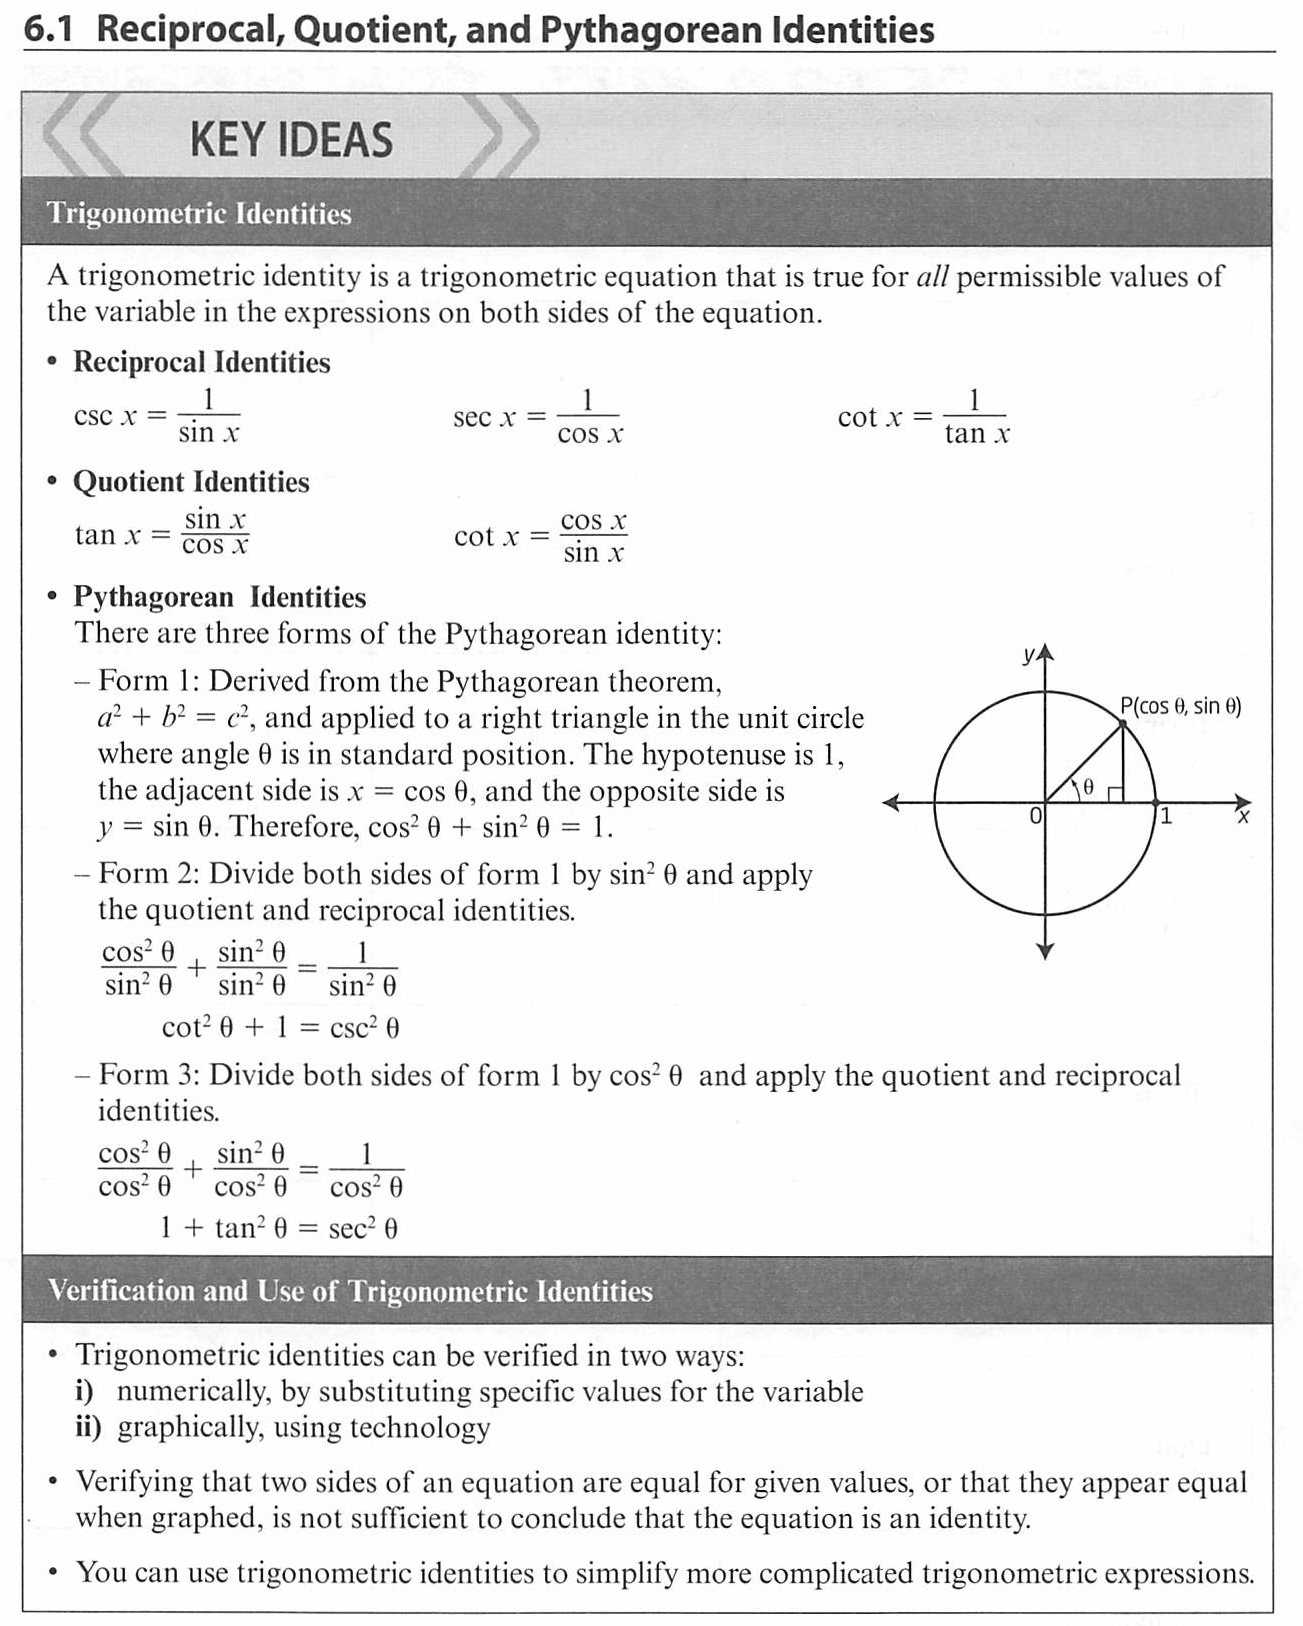 6.1 Reciprocal, Quotient, and Pythagorean Identities
KEY IDEAS
Trigonometric Identities
A trigonometric identity is a trigonometric equation that is true for all permissible values of
the variable in the expressions on both sides of the equation.
• Reciprocal Identities
csc x = 1/sin x    sec x = 1/cos x    cot x = 1/tan x
• Quotient Identities
tan x = sin x/cos x    cot x = cos x/sin x
• Pythagorean Identities
There are three forms of the Pythagorean identity:
– Form 1: Derived from the Pythagorean theorem,
a² + b² = c², and applied to a right triangle in the unit circle
where angle θ is in standard position. The hypotenuse is 1,
the adjacent side is x = cos θ, and the opposite side is
y = sin θ. Therefore, cos² θ + sin² θ = 1.
y
P(cos θ, sin θ)
θ
0
1
x
– Form 2: Divide both sides of form 1 by sin² θ and apply
the quotient and reciprocal identities.
cos² θ/sin² θ + sin² θ/sin² θ = 1/sin² θ
cot² θ + 1 = csc² θ
– Form 3: Divide both sides of form 1 by cos² θ and apply the quotient and reciprocal
identities.
cos² θ/cos² θ + sin² θ/cos² θ = 1/cos² θ
1 + tan² θ = sec² θ
Verification and Use of Trigonometric Identities
• Trigonometric identities can be verified in two ways:
i) numerically, by substituting specific values for the variable
ii) graphically, using technology
• Verifying that two sides of an equation are equal for given values, or that they appear equal
when graphed, is not sufficient to conclude that the equation is an identity.
• You can use trigonometric identities to simplify more complicated trigonometric expressions.